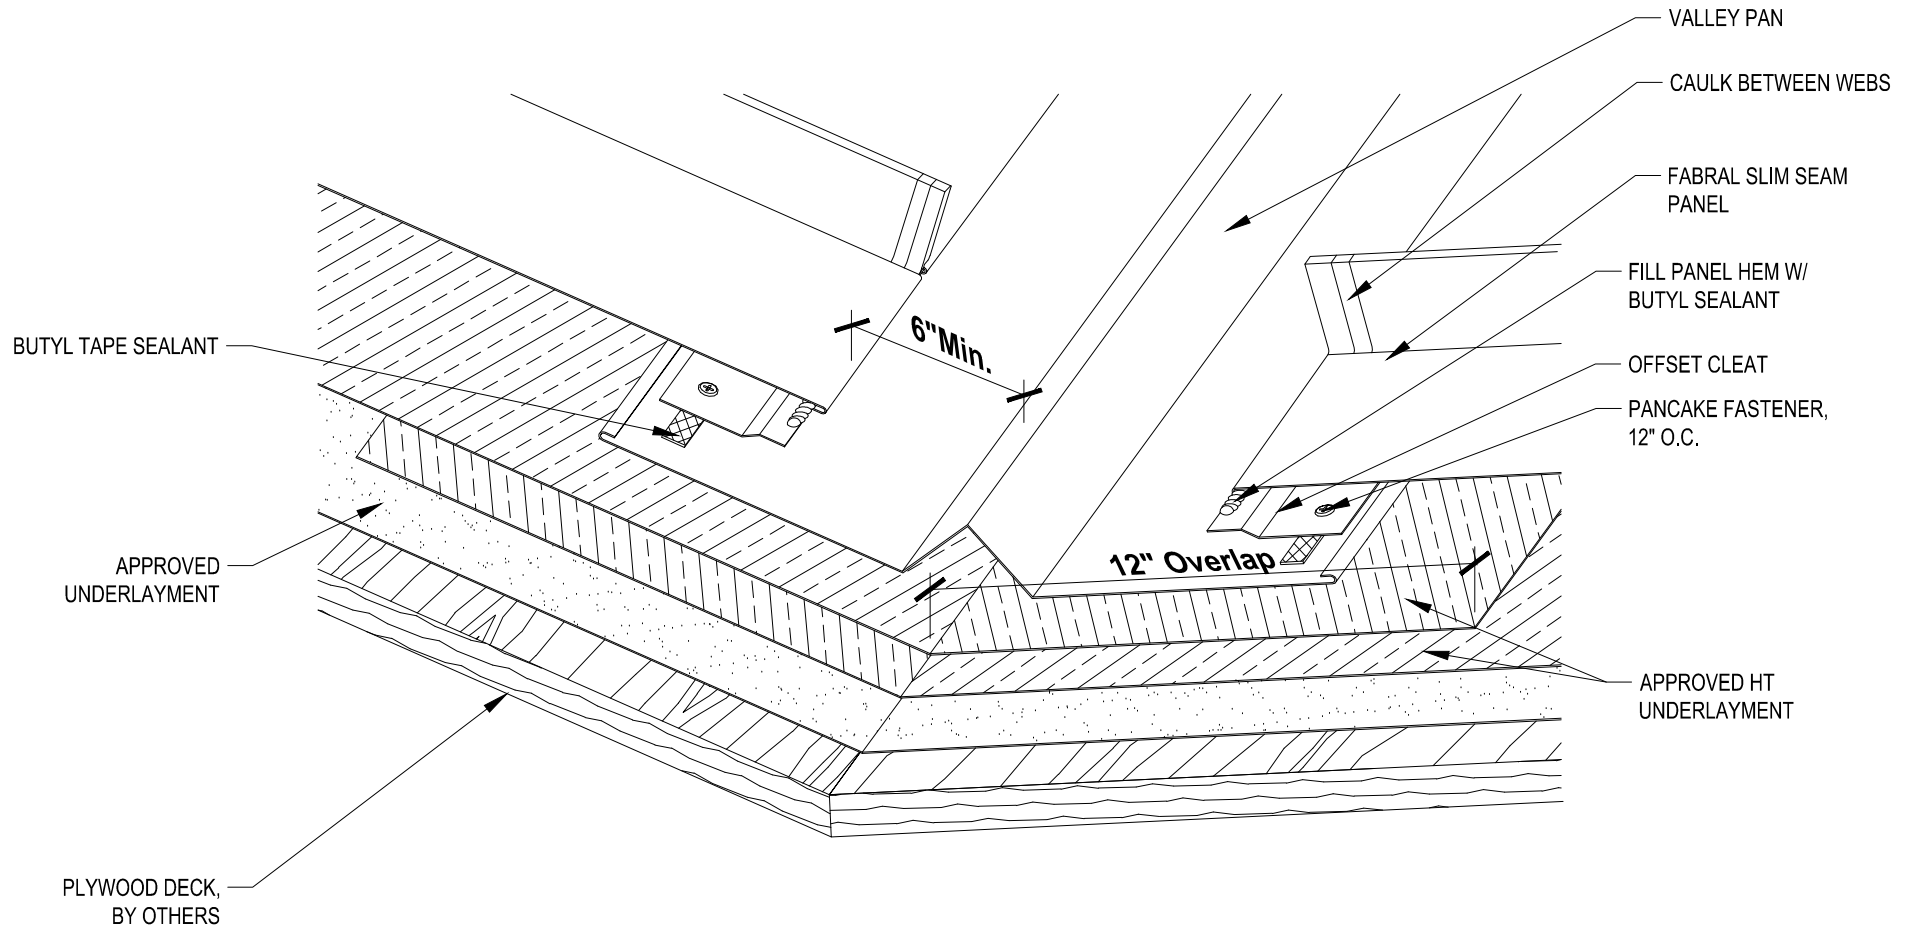 VALLEY PAN
CAULK BETWEEN WEBS
FABRAL SLIM SEAM
PANEL
FILL PANEL HEM W/
BUTYL SEALANT
OFFSET CLEAT
PANCAKE FASTENER,
12" O.C.
6"Min.
BUTYL TAPE SEALANT
12" Overlap
APPROVED
UNDERLAYMENT
APPROVED HT
UNDERLAYMENT
PLYWOOD DECK,
BY OTHERS